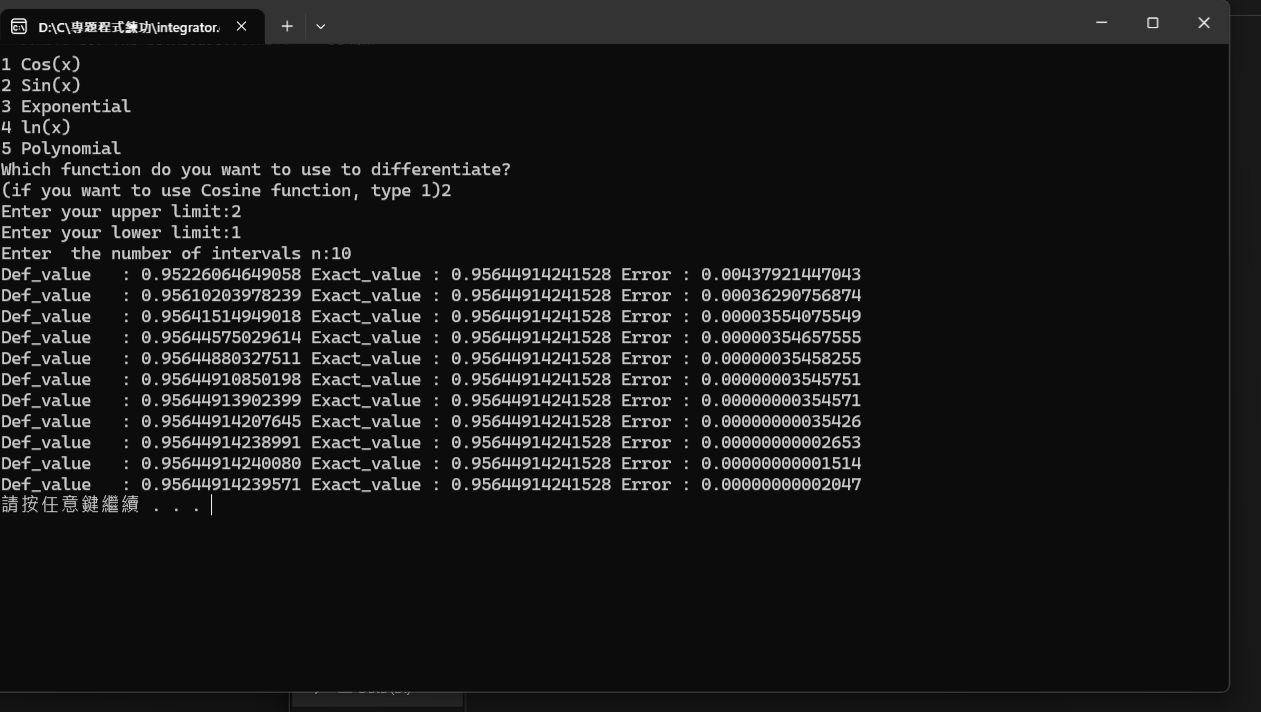 D:\C\專題程式練功\integrator.
1 Cos(x)
2 Sin(x)
3 Exponential
4 ln(x)
5 Polynomial
Which function do you want to use to differentiate?
(if you want to use Cosine function, type 1)2
Enter your upper limit:2
Enter your lower limit:1
Enter  the number of intervals n:10
Def_value   : 0.95226064649058 Exact_value : 0.95644914241528 Error : 0.00437921447043
Def_value   : 0.95610203978239 Exact_value : 0.95644914241528 Error : 0.00036290756874
Def_value   : 0.95641514949018 Exact_value : 0.95644914241528 Error : 0.00003554075549
Def_value   : 0.95644575029614 Exact_value : 0.95644914241528 Error : 0.00000354657555
Def_value   : 0.95644880327511 Exact_value : 0.95644914241528 Error : 0.00000035458255
Def_value   : 0.95644910850198 Exact_value : 0.95644914241528 Error : 0.00000003545751
Def_value   : 0.95644913902399 Exact_value : 0.95644914241528 Error : 0.00000000354571
Def_value   : 0.95644914207645 Exact_value : 0.95644914241528 Error : 0.00000000035426
Def_value   : 0.95644914238991 Exact_value : 0.95644914241528 Error : 0.00000000002653
Def_value   : 0.95644914240080 Exact_value : 0.95644914241528 Error : 0.00000000001514
Def_value   : 0.95644914239571 Exact_value : 0.95644914241528 Error : 0.00000000002047
請按任意鍵繼續 . . .